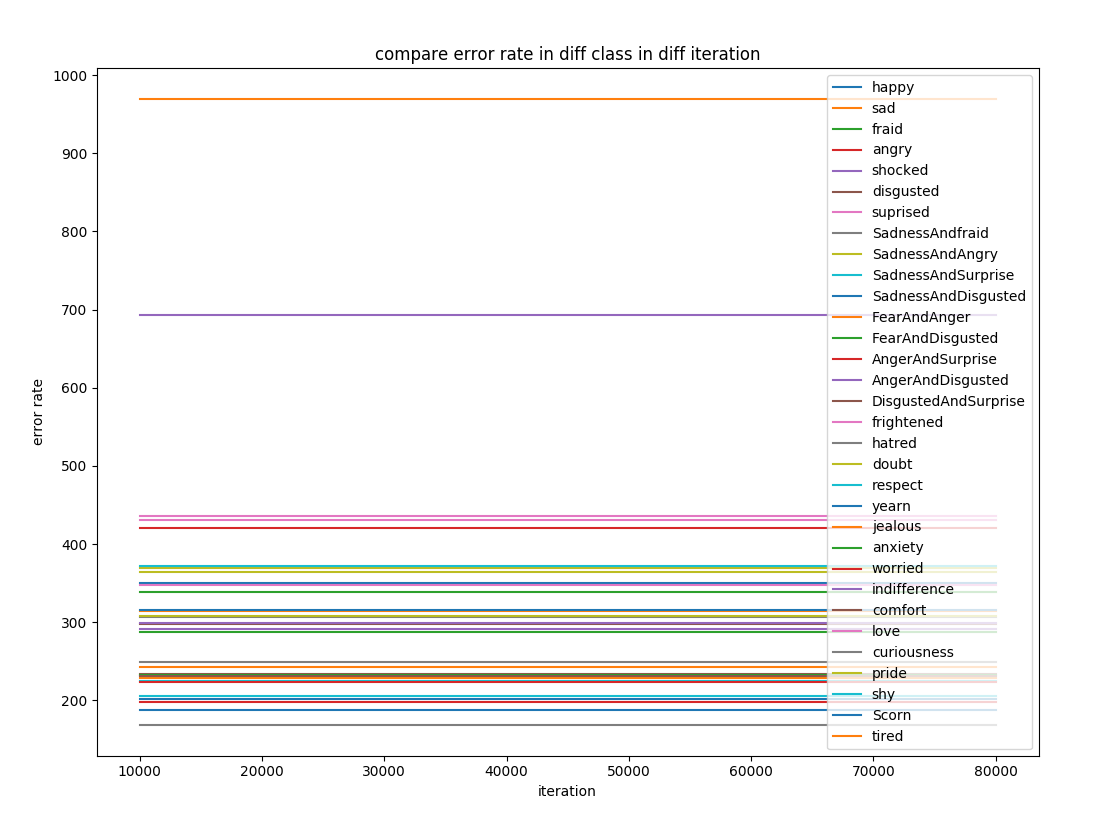 compare error rate in diff class in diff iteration
1000
900
800
700
600
500
400
300
200
error rate
10000 20000 30000 40000 50000 60000 70000 80000
iteration
happy
sad
fraid
angry
shocked
disgusted
suprised
SadnessAndfraid
SadnessAndAngry
SadnessAndSurprise
SadnessAndDisgusted
FearAndAnger
FearAndDisgusted
AngerAndSurprise
AngerAndDisgusted
DisgustedAndSurprise
frightened
hatred
doubt
respect
yearn
jealous
anxiety
worried
indifference
comfort
love
curiousness
pride
shy
Scorn
tired